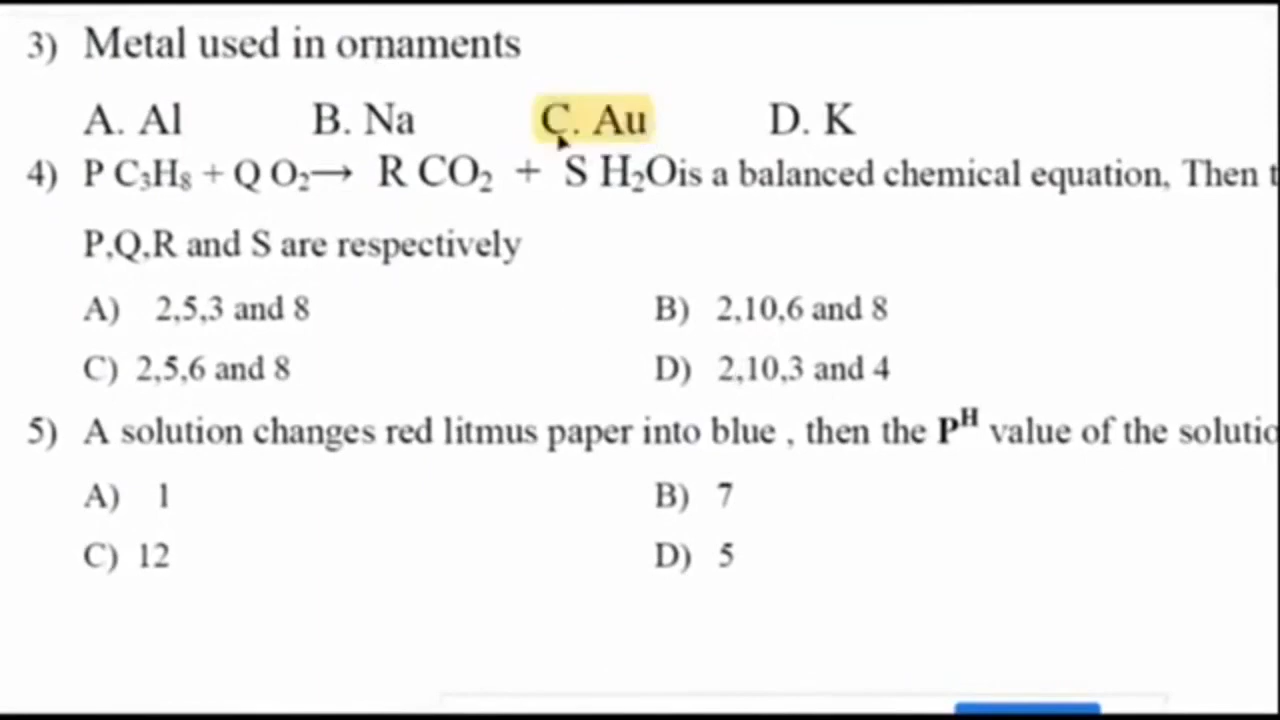 3) Metal used in ornaments
A. Al B. Na C. Au D. K
4) P C₃H₈ + Q O₂→ R CO₂ + S H₂Ois a balanced chemical equation, Then
P,Q,R and S are respectively
A) 2,5,3 and 8 B) 2,10,6 and 8
C) 2,5,6 and 8 D) 2,10,3 and 4
5) A solution changes red litmus paper into blue , then the Pᴴ value of the solutio
A) 1 B) 7
C) 12 D) 5